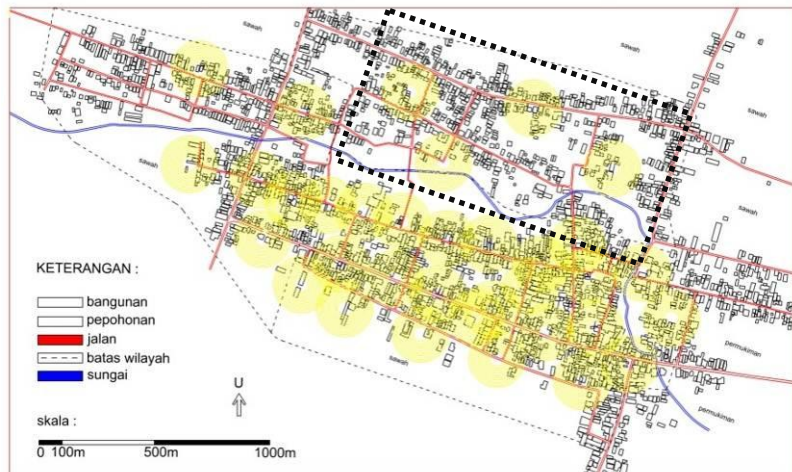 sawah
sawah
sawah
sawah
sawah
sawah
permukiman
permukiman
sawah
KETERANGAN :
bangunan
pepohonan
jalan
batas wilayah
sungai
U
skala :
0 100m 500m 1000m